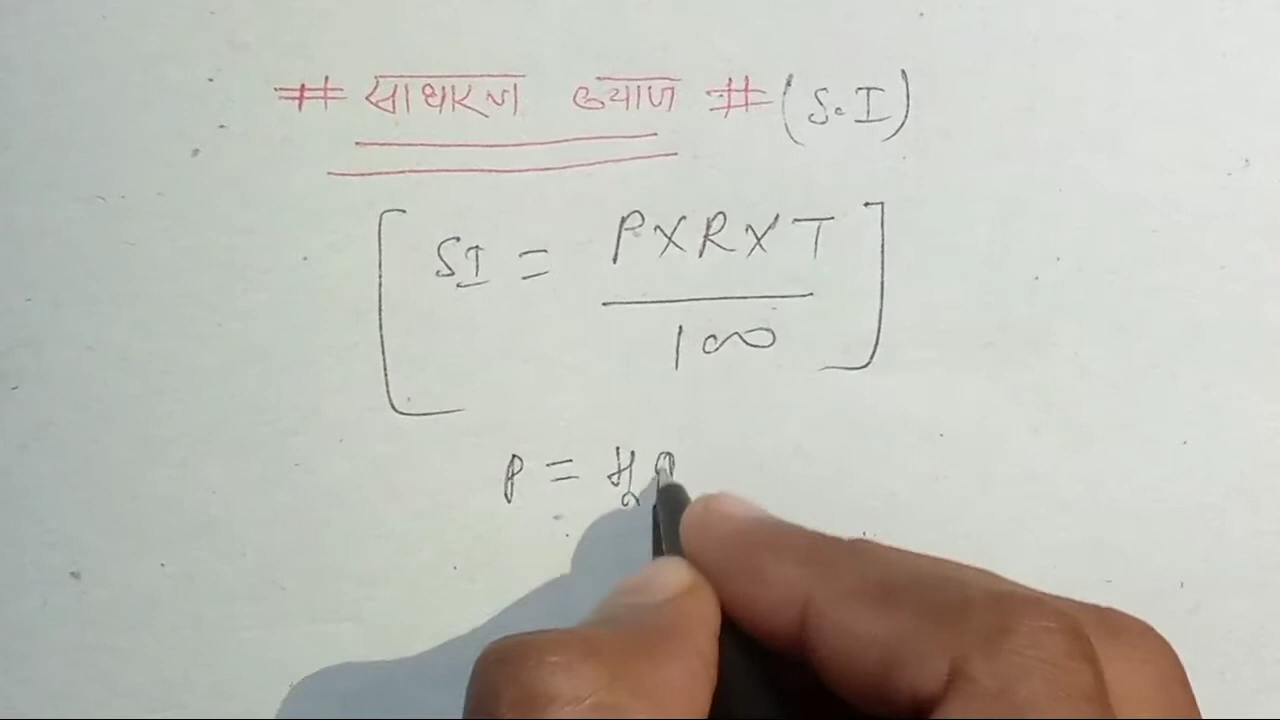 # साधारण ब्याज # (S.I)
SI = P×R×T
100
P = मू